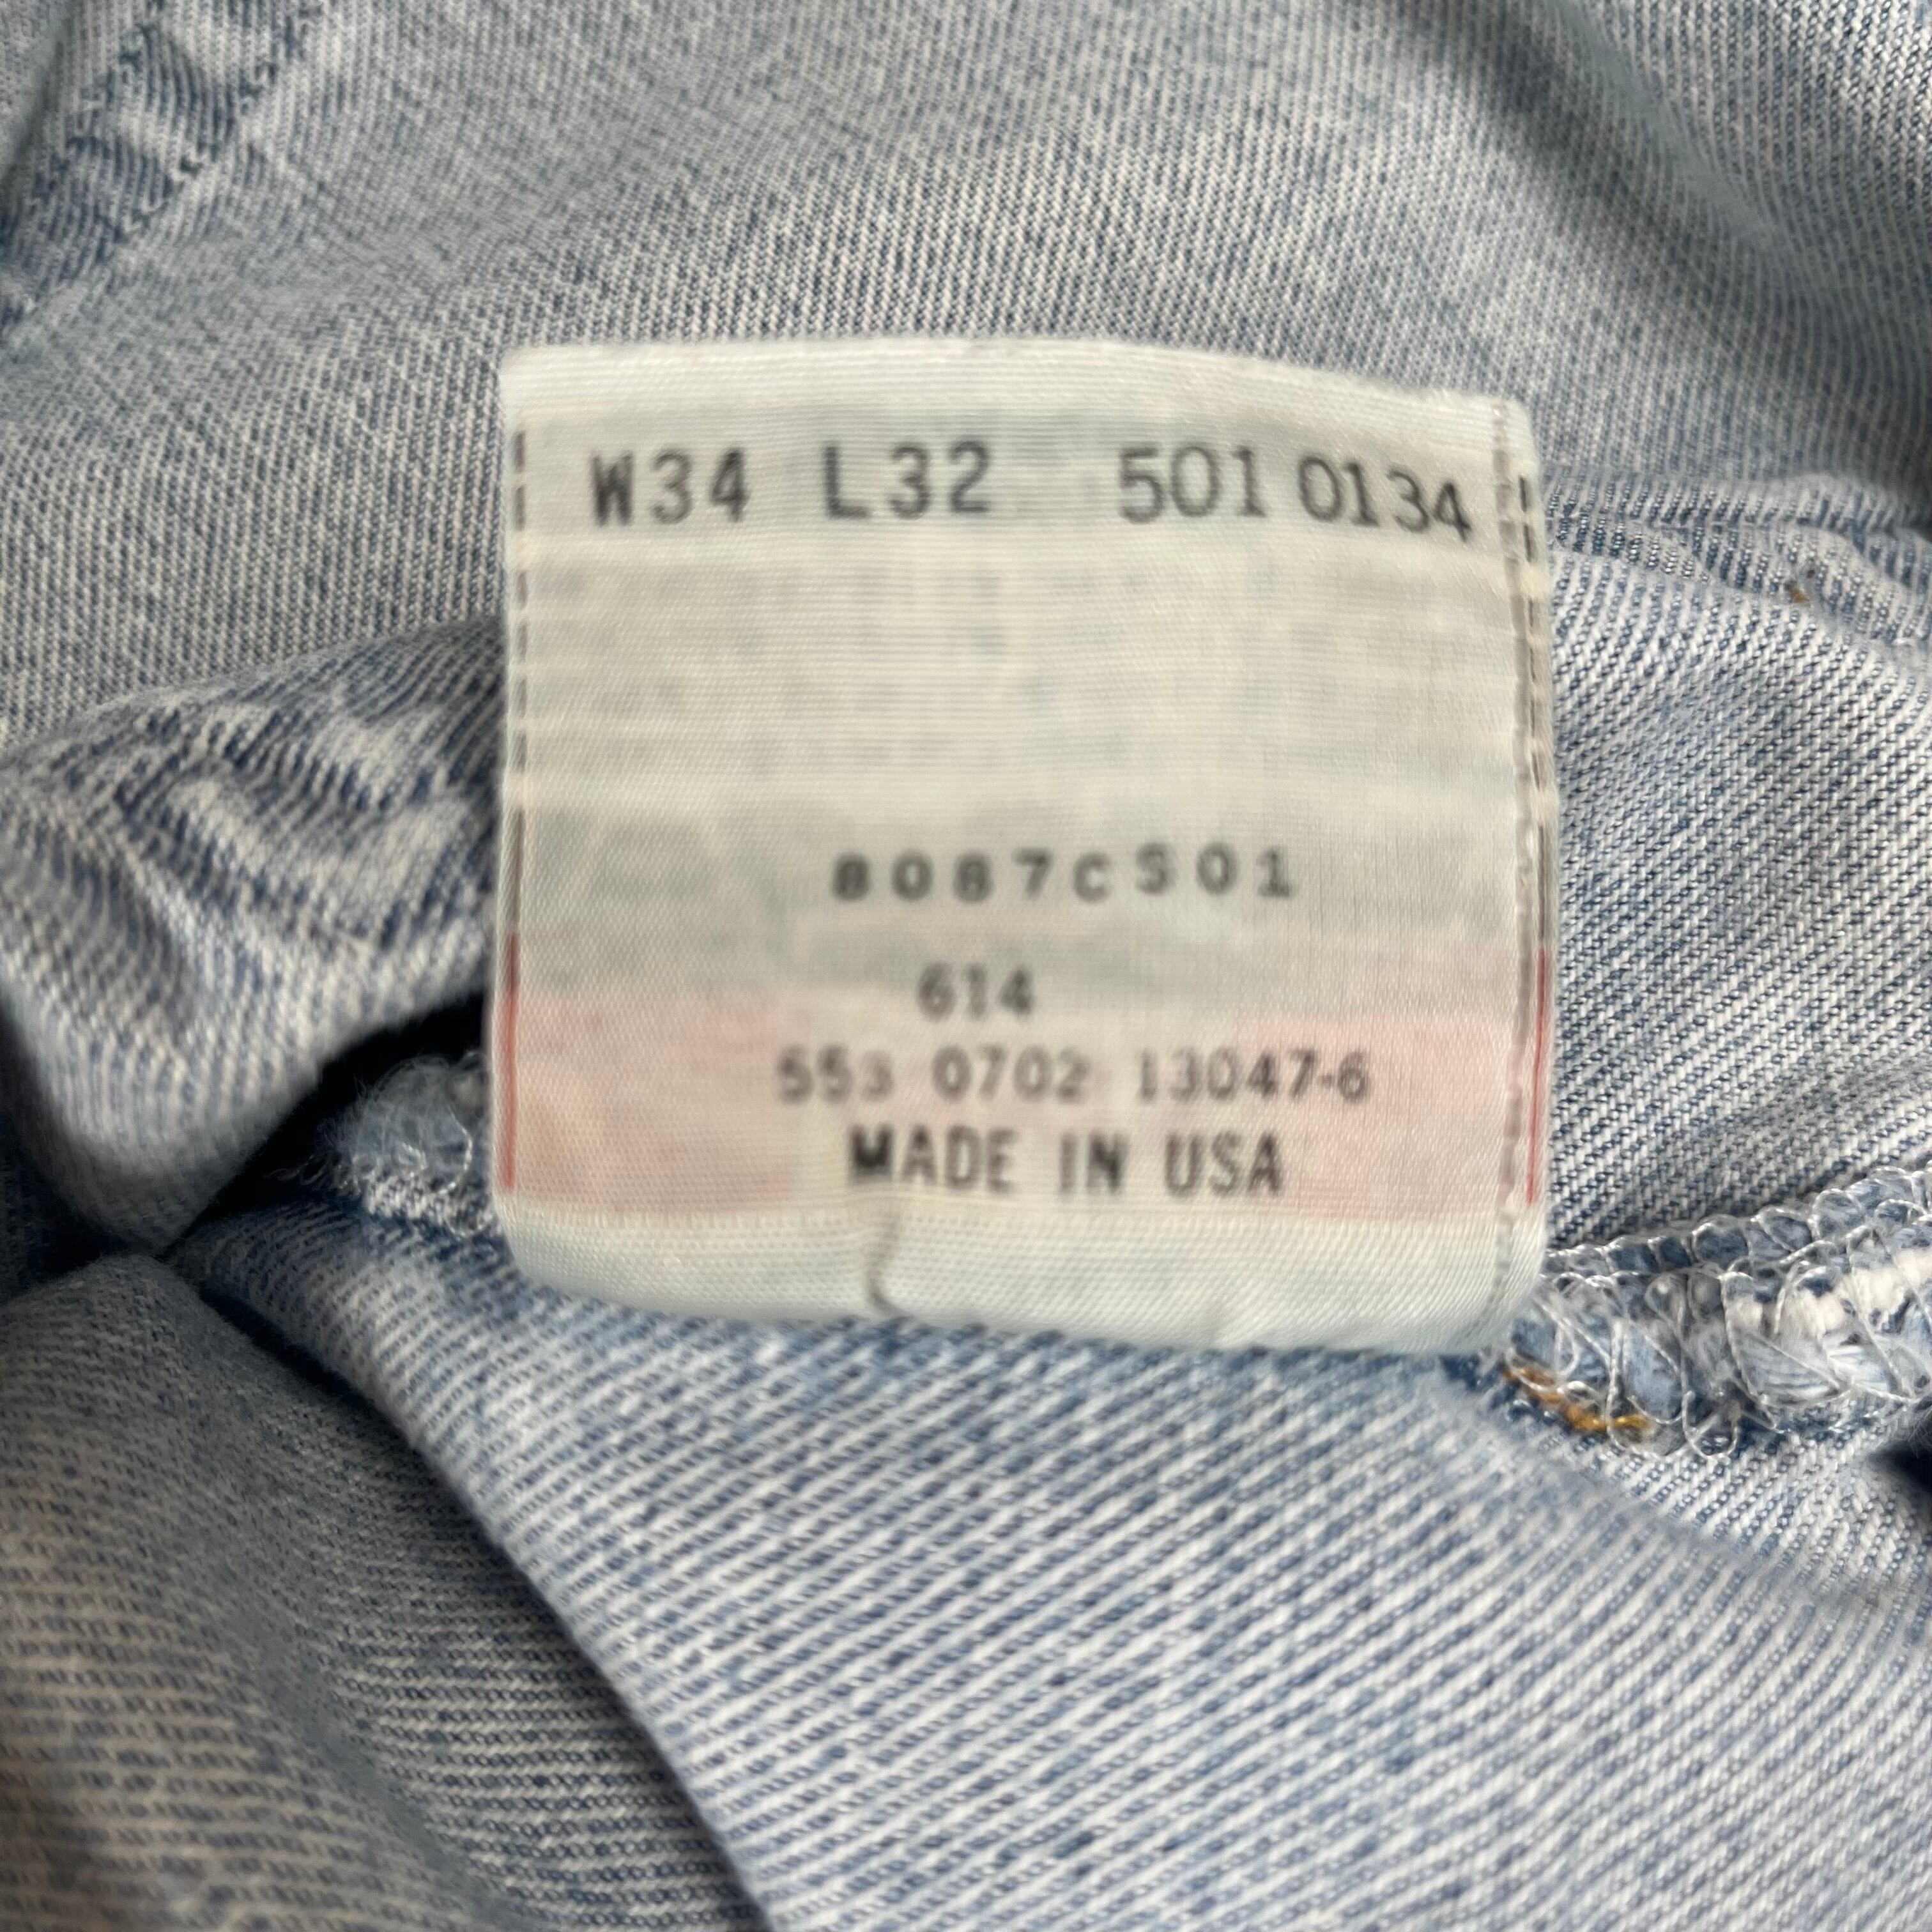 W34 L32 501 0134
8087C501
614
553 0702 13047-6
MADE IN USA